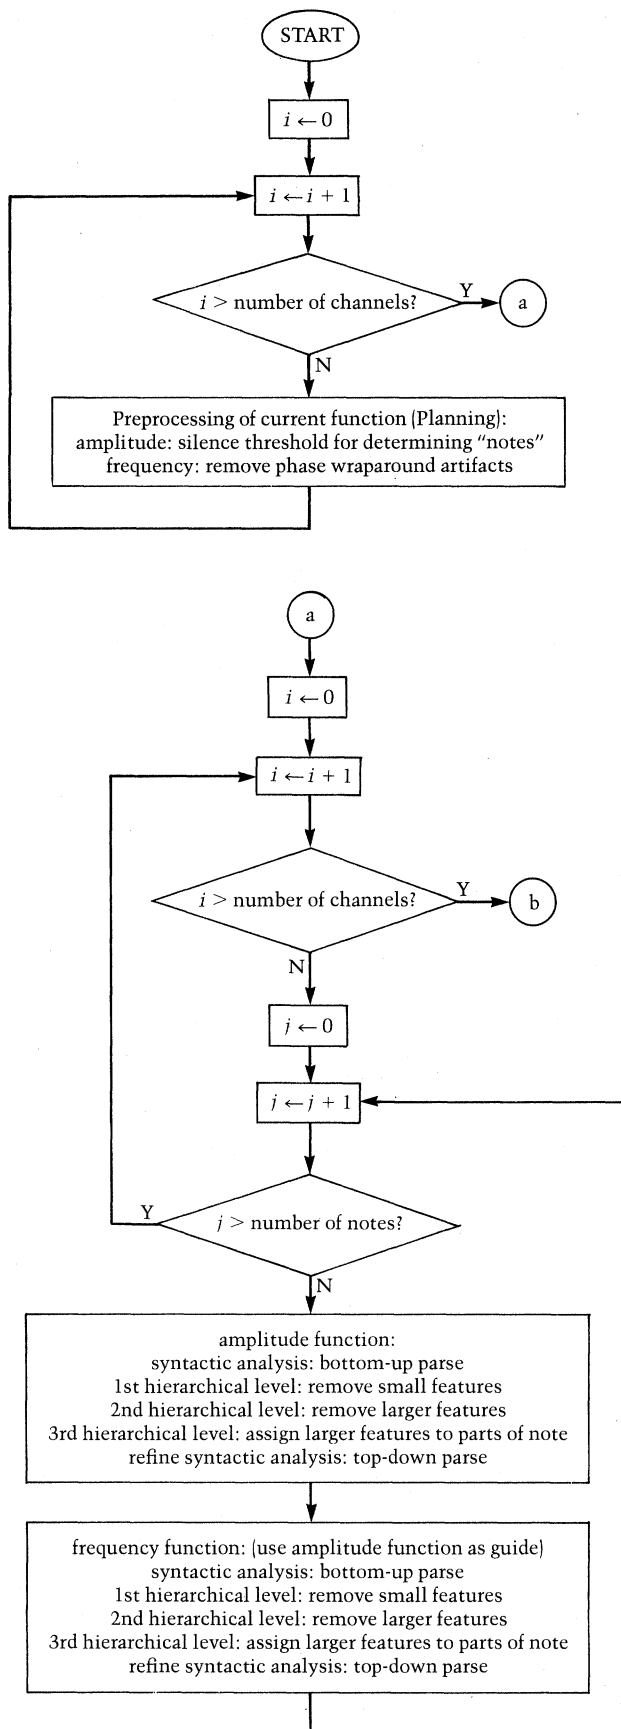 START
i ← 0
i ← i + 1
i > number of channels?
Y
a
N
Preprocessing of current function (Planning):
amplitude: silence threshold for determining “notes”
frequency: remove phase wraparound artifacts
a
i ← 0
i ← i + 1
i > number of channels?
Y
b
N
j ← 0
j ← j + 1
Y
j > number of notes?
N
amplitude function:
syntactic analysis: bottom-up parse
1st hierarchical level: remove small features
2nd hierarchical level: remove larger features
3rd hierarchical level: assign larger features to parts of note
refine syntactic analysis: top-down parse
frequency function: (use amplitude function as guide)
syntactic analysis: bottom-up parse
1st hierarchical level: remove small features
2nd hierarchical level: remove larger features
3rd hierarchical level: assign larger features to parts of note
refine syntactic analysis: top-down parse